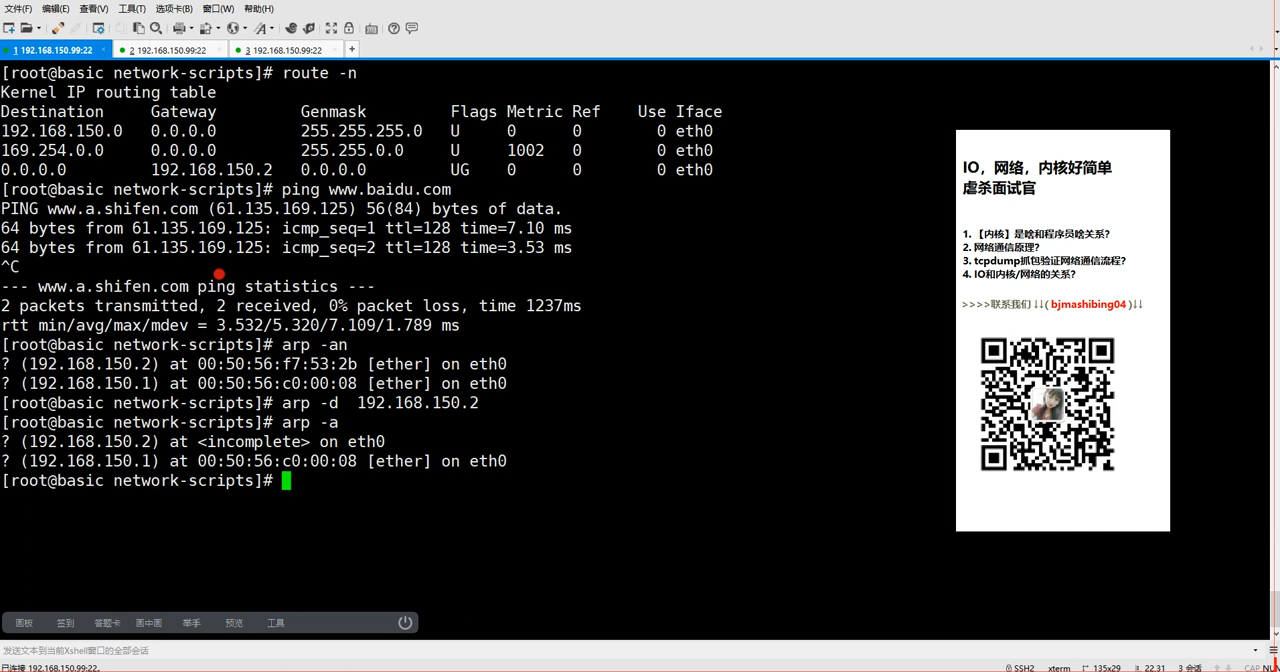 文件(F) 编辑(E) 查看(V) 工具(T) 选项卡(B) 窗口(W) 帮助(H)
1 192.168.150.99:22 × 2 192.168.150.99:22 × 3 192.168.150.99:22 × +
[root@basic network-scripts]# route -n
Kernel IP routing table
Destination Gateway Genmask Flags Metric Ref Use Iface
192.168.150.0 0.0.0.0 255.255.255.0 U 0 0 0 eth0
169.254.0.0 0.0.0.0 255.255.0.0 U 1002 0 0 eth0
0.0.0.0 192.168.150.2 0.0.0.0 UG 0 0 0 eth0
[root@basic network-scripts]# ping www.baidu.com
PING www.a.shifen.com (61.135.169.125) 56(84) bytes of data.
64 bytes from 61.135.169.125: icmp_seq=1 ttl=128 time=7.10 ms
64 bytes from 61.135.169.125: icmp_seq=2 ttl=128 time=3.53 ms
^C
--- www.a.shifen.com ping statistics ---
2 packets transmitted, 2 received, 0% packet loss, time 1237ms
rtt min/avg/max/mdev = 3.532/5.320/7.109/1.789 ms
[root@basic network-scripts]# arp -an
? (192.168.150.2) at 00:50:56:f7:53:2b [ether] on eth0
? (192.168.150.1) at 00:50:56:c0:00:08 [ether] on eth0
[root@basic network-scripts]# arp -d  192.168.150.2
[root@basic network-scripts]# arp -a
? (192.168.150.2) at <incomplete> on eth0
? (192.168.150.1) at 00:50:56:c0:00:08 [ether] on eth0
[root@basic network-scripts]#
IO，网络，内核好简单
虐杀面试官
1. 【内核】是啥和程序员啥关系?
2. 网络通信原理?
3. tcpdump抓包验证网络通信流程?
4. IO和内核/网络的关系?
>>>>联系我们↓↓( bjmashibing04 )↓↓
画板 签到 答题卡 画中画 举手 预览 工具
发送文本到当前Xshell窗口的全部会话
已连接 192.168.150.99:22。 SSH2 xterm 135x29 22,31 3 会话 CAP NUM